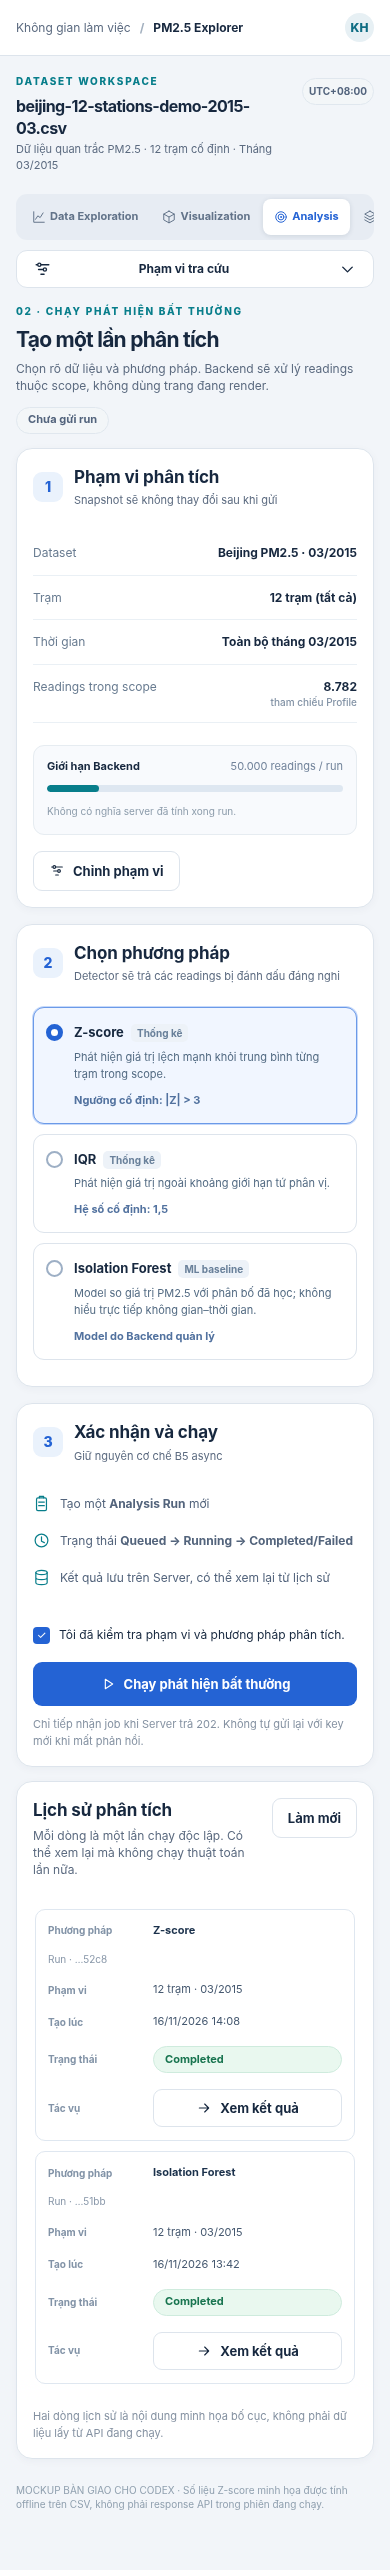 Không gian làm việc / PM2.5 Explorer KH
DATASET WORKSPACE
beijing-12-stations-demo-2015-
03.csv
UTC+08:00
Dữ liệu quan trắc PM2.5 · 12 trạm cố định · Tháng
03/2015
Data Exploration Visualization Analysis
Phạm vi tra cứu
02 · CHẠY PHÁT HIỆN BẤT THƯỜNG
Tạo một lần phân tích
Chọn rõ dữ liệu và phương pháp. Backend sẽ xử lý readings
thuộc scope, không dùng trang đang render.
Chưa gửi run
1 Phạm vi phân tích
Snapshot sẽ không thay đổi sau khi gửi
Dataset Beijing PM2.5 · 03/2015
Trạm 12 trạm (tất cả)
Thời gian Toàn bộ tháng 03/2015
Readings trong scope 8.782
tham chiếu Profile
Giới hạn Backend 50.000 readings / run
Không có nghĩa server đã tính xong run.
Chỉnh phạm vi
2 Chọn phương pháp
Detector sẽ trả các readings bị đánh dấu đáng nghi
Z-score Thống kê
Phát hiện giá trị lệch mạnh khỏi trung bình từng
trạm trong scope.
Ngưỡng cố định: |Z| > 3
IQR Thống kê
Phát hiện giá trị ngoài khoảng giới hạn tứ phân vị.
Hệ số cố định: 1,5
Isolation Forest ML baseline
Model so giá trị PM2.5 với phân bố đã học; không
hiểu trực tiếp không gian–thời gian.
Model do Backend quản lý
3 Xác nhận và chạy
Giữ nguyên cơ chế B5 async
Tạo một Analysis Run mới
Trạng thái Queued → Running → Completed/Failed
Kết quả lưu trên Server, có thể xem lại từ lịch sử
Tôi đã kiểm tra phạm vi và phương pháp phân tích.
Chạy phát hiện bất thường
Chỉ tiếp nhận job khi Server trả 202. Không tự gửi lại với key
mới khi mất phản hồi.
Lịch sử phân tích
Làm mới
Mỗi dòng là một lần chạy độc lập. Có
thể xem lại mà không chạy thuật toán
lần nữa.
Phương pháp Z-score
Run · …52c8
Phạm vi 12 trạm · 03/2015
Tạo lúc 16/11/2026 14:08
Trạng thái Completed
Tác vụ → Xem kết quả
Phương pháp Isolation Forest
Run · …51bb
Phạm vi 12 trạm · 03/2015
Tạo lúc 16/11/2026 13:42
Trạng thái Completed
Tác vụ → Xem kết quả
Hai dòng lịch sử là nội dung minh họa bố cục, không phải dữ
liệu lấy từ API đang chạy.
MOCKUP BÀN GIAO CHO CODEX · Số liệu Z-score minh họa được tính
offline trên CSV, không phải response API trong phiên đang chạy.